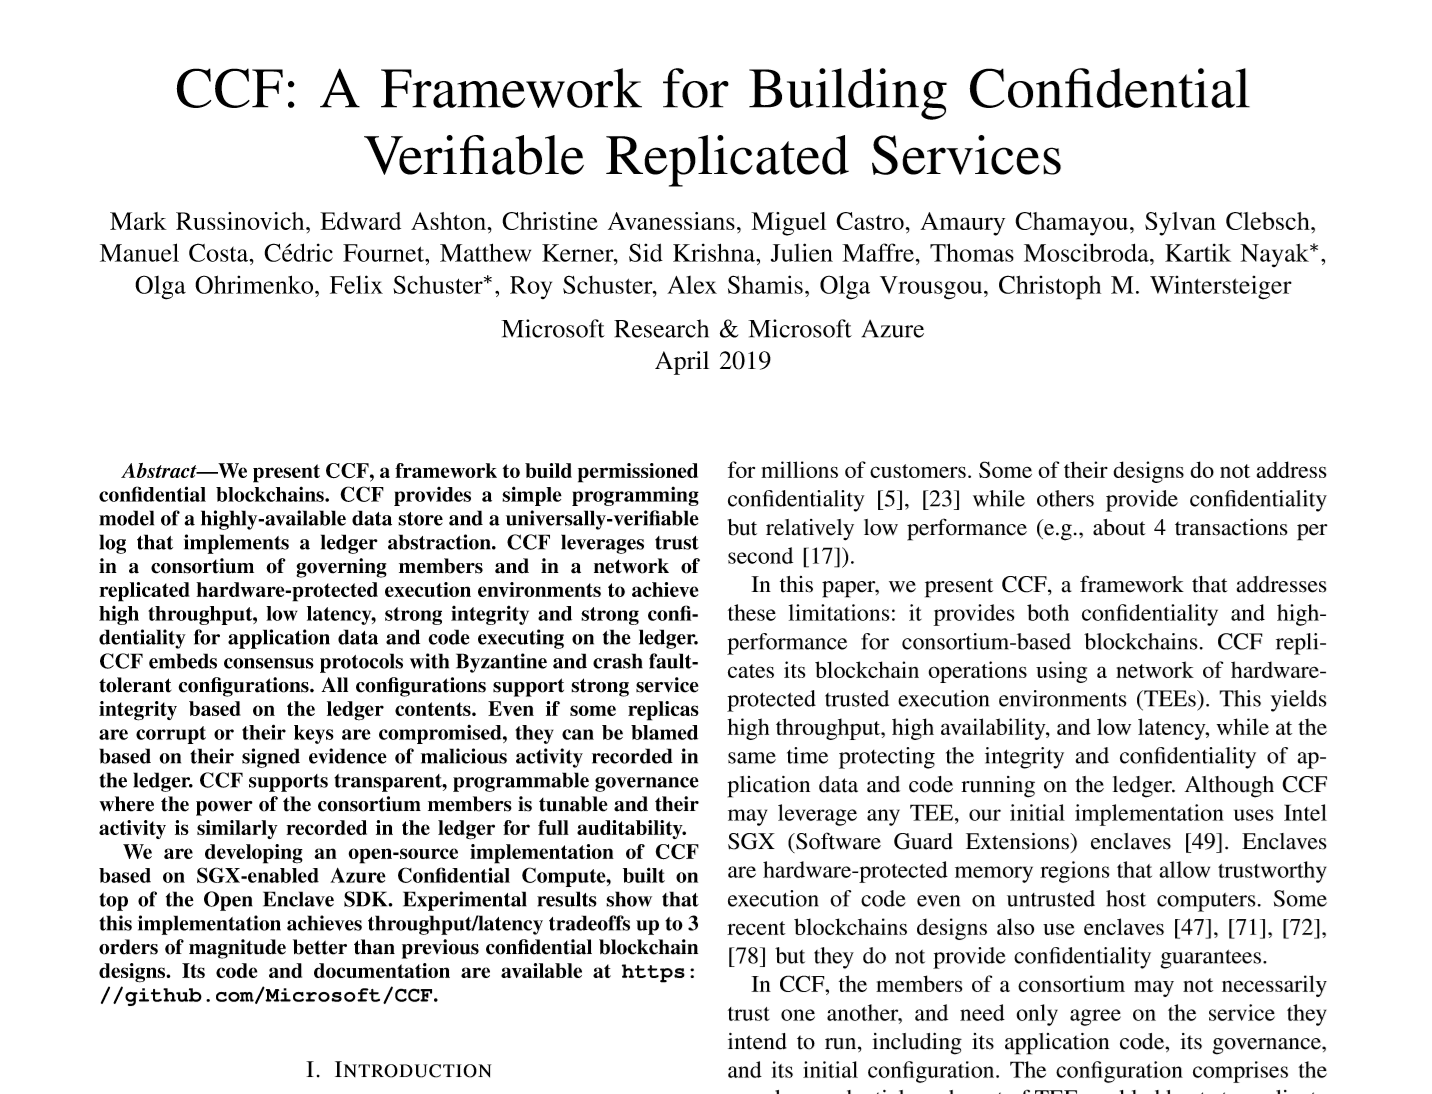 CCF: A Framework for Building Confidential
Verifiable Replicated Services
Mark Russinovich, Edward Ashton, Christine Avanessians, Miguel Castro, Amaury Chamayou, Sylvan Clebsch,
Manuel Costa, Cédric Fournet, Matthew Kerner, Sid Krishna, Julien Maffre, Thomas Moscibroda, Kartik Nayak*,
Olga Ohrimenko, Felix Schuster*, Roy Schuster, Alex Shamis, Olga Vrousgou, Christoph M. Wintersteiger
Microsoft Research & Microsoft Azure
April 2019
Abstract—We present CCF, a framework to build permissioned
confidential blockchains. CCF provides a simple programming
model of a highly-available data store and a universally-verifiable
log that implements a ledger abstraction. CCF leverages trust
in a consortium of governing members and in a network of
replicated hardware-protected execution environments to achieve
high throughput, low latency, strong integrity and strong confi-
dentiality for application data and code executing on the ledger.
CCF embeds consensus protocols with Byzantine and crash fault-
tolerant configurations. All configurations support strong service
integrity based on the ledger contents. Even if some replicas
are corrupt or their keys are compromised, they can be blamed
based on their signed evidence of malicious activity recorded in
the ledger. CCF supports transparent, programmable governance
where the power of the consortium members is tunable and their
activity is similarly recorded in the ledger for full auditability.
We are developing an open-source implementation of CCF
based on SGX-enabled Azure Confidential Compute, built on
top of the Open Enclave SDK. Experimental results show that
this implementation achieves throughput/latency tradeoffs up to 3
orders of magnitude better than previous confidential blockchain
designs. Its code and documentation are available at https:
//github.com/Microsoft/CCF.
I. INTRODUCTION
for millions of customers. Some of their designs do not address
confidentiality [5], [23] while others provide confidentiality
but relatively low performance (e.g., about 4 transactions per
second [17]).
In this paper, we present CCF, a framework that addresses
these limitations: it provides both confidentiality and high-
performance for consortium-based blockchains. CCF repli-
cates its blockchain operations using a network of hardware-
protected trusted execution environments (TEEs). This yields
high throughput, high availability, and low latency, while at the
same time protecting the integrity and confidentiality of ap-
plication data and code running on the ledger. Although CCF
may leverage any TEE, our initial implementation uses Intel
SGX (Software Guard Extensions) enclaves [49]. Enclaves
are hardware-protected memory regions that allow trustworthy
execution of code even on untrusted host computers. Some
recent blockchains designs also use enclaves [47], [71], [72],
[78] but they do not provide confidentiality guarantees.
In CCF, the members of a consortium may not necessarily
trust one another, and need only agree on the service they
intend to run, including its application code, its governance,
and its initial configuration. The configuration comprises the